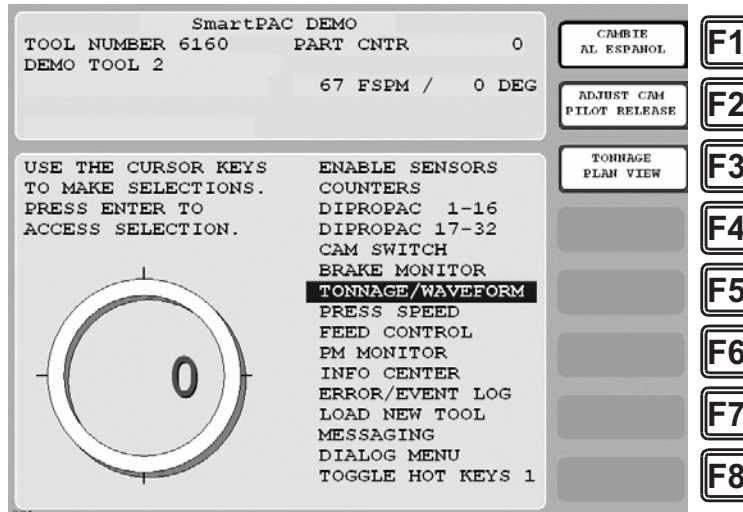 SmartPAC DEMO
TOOL NUMBER 6160 PART CNTR 0
DEMO TOOL 2
67 FSPM / 0 DEG
USE THE CURSOR KEYS
TO MAKE SELECTIONS.
PRESS ENTER TO
ACCESS SELECTION.
0
ENABLE SENSORS
COUNTERS
DIPROPAC 1-16
DIPROPAC 17-32
CAM SWITCH
BRAKE MONITOR
TONNAGE/WAVEFORM
PRESS SPEED
FEED CONTROL
PM MONITOR
INFO CENTER
ERROR/EVENT LOG
LOAD NEW TOOL
MESSAGING
DIALOG MENU
TOGGLE HOT KEYS 1
CAMBIE
AL ESPANOL
F1
ADJUST CAM
PILOT RELEASE
F2
TONNAGE
PLAN VIEW
F3
F4
F5
F6
F7
F8